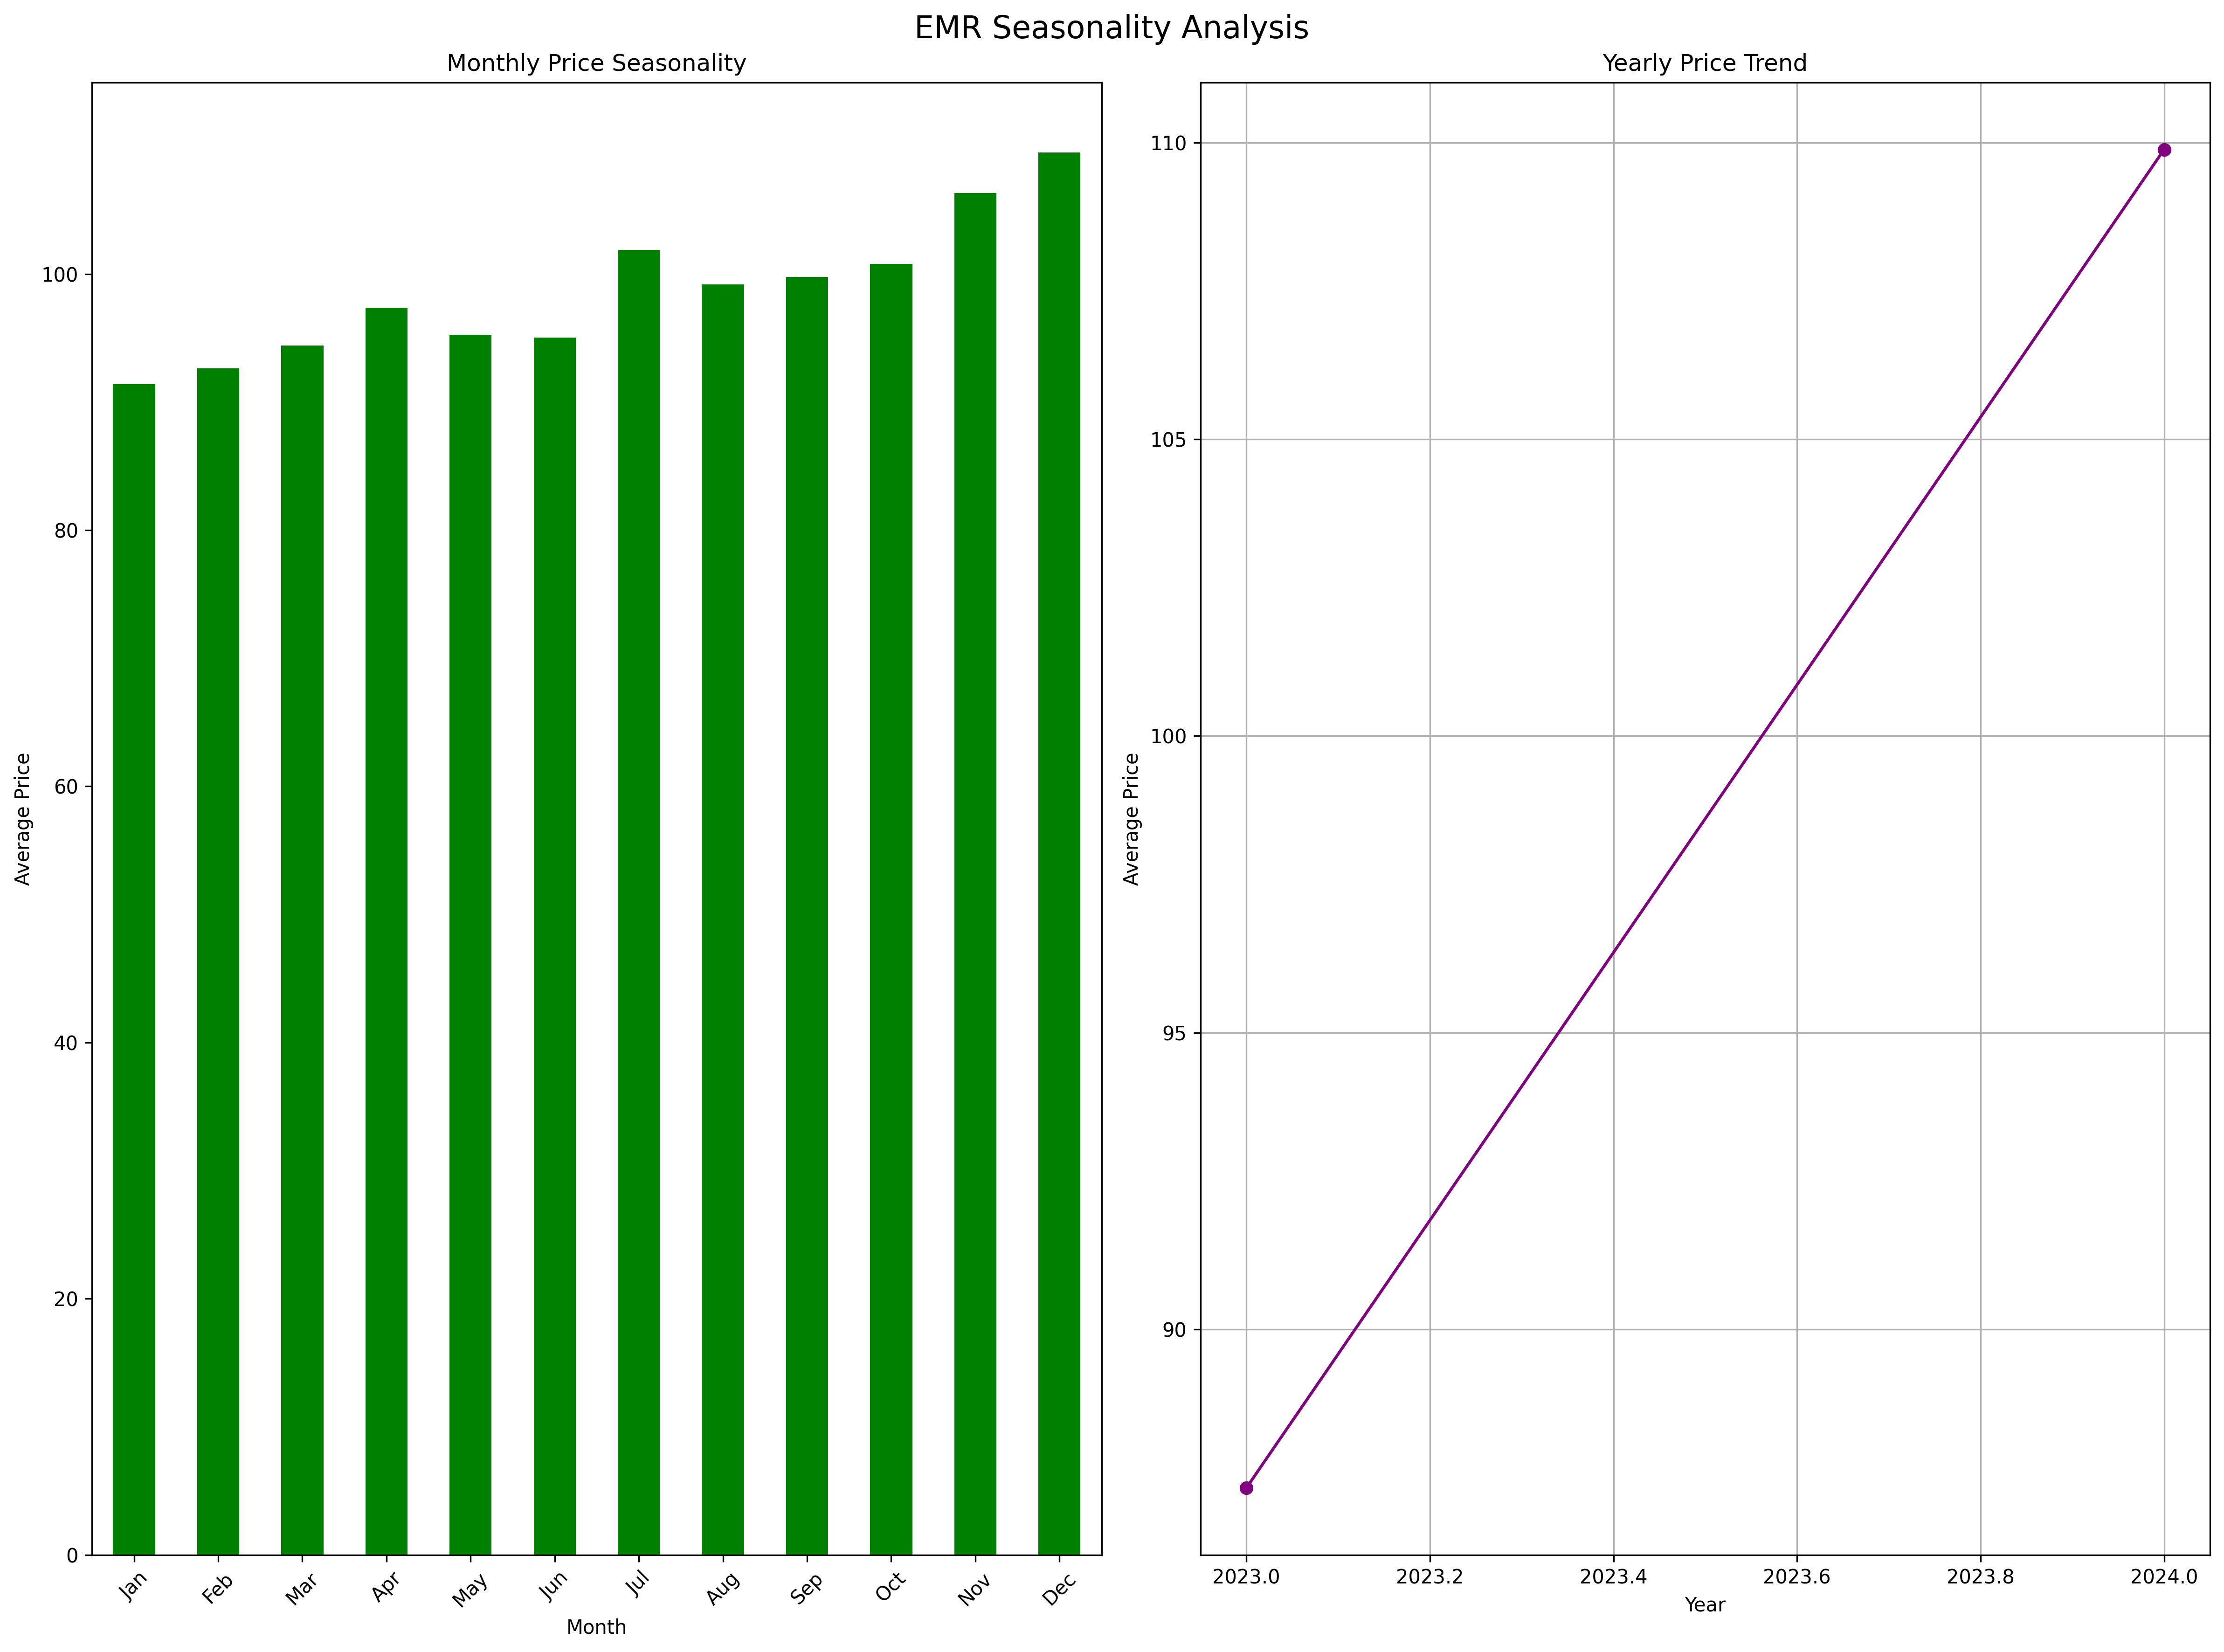 EMR Seasonality Analysis
Monthly Price Seasonality
Average Price
100
80
60
40
20
0
Jan Feb Mar Apr May Jun Jul Aug Sep Oct Nov Dec
Month
Yearly Price Trend
Average Price
110
105
100
95
90
2023.0 2023.2 2023.4 2023.6 2023.8 2024.0
Year